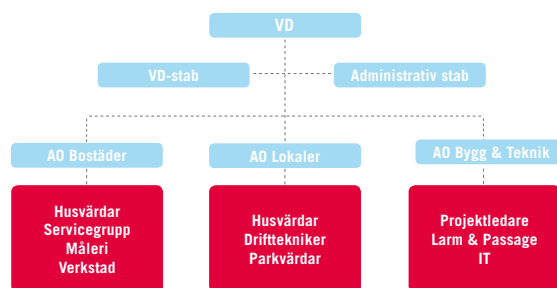 VD
VD-stab
Administrativ stab
AO Bostäder
AO Lokaler
AO Bygg & Teknik
Husvärdar
Servicegrupp
Måleri
Verkstad
Husvärdar
Drifttekniker
Parkvärdar
Projektledare
Larm & Passage
IT